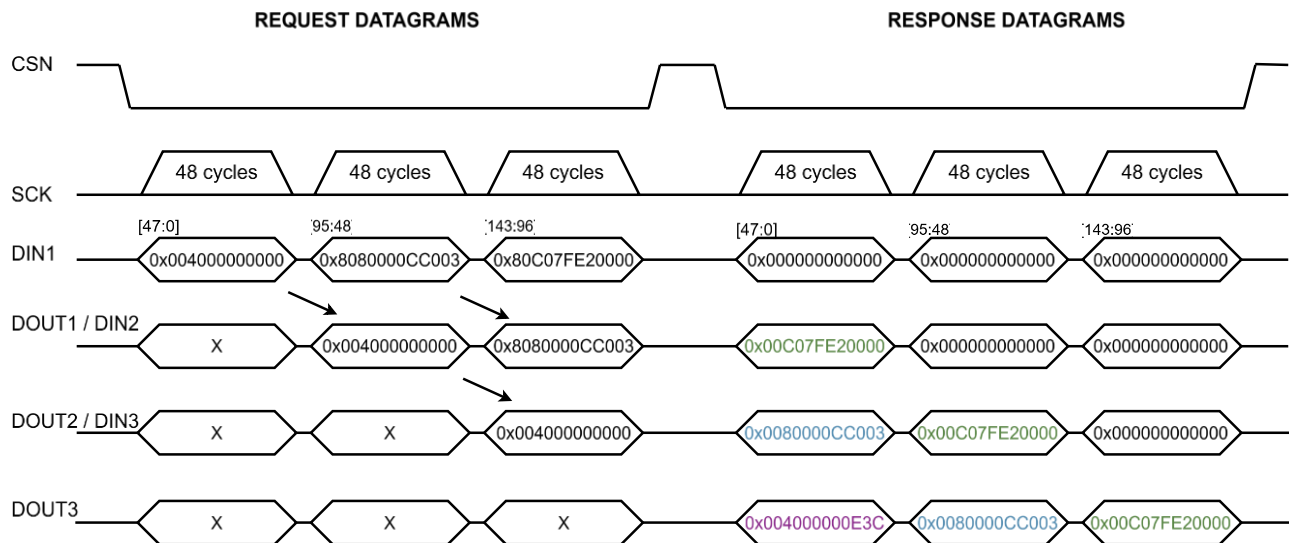 REQUEST DATAGRAMS RESPONSE DATAGRAMS
CSN
48 cycles 48 cycles 48 cycles 48 cycles 48 cycles 48 cycles
SCK
[47:0] [95:48] [143:96] [47:0] [95:48] [143:96]
DIN1 0x004000000000 0x8080000CC003 0x80C07FE20000 0x000000000000 0x000000000000 0x000000000000
DOUT1 / DIN2 X 0x004000000000 0x8080000CC003 0x00C07FE20000 0x000000000000 0x000000000000
DOUT2 / DIN3 X X 0x004000000000 0x0080000CC003 0x00C07FE20000 0x000000000000
DOUT3 X X X 0x004000000E3C 0x0080000CC003 0x00C07FE20000